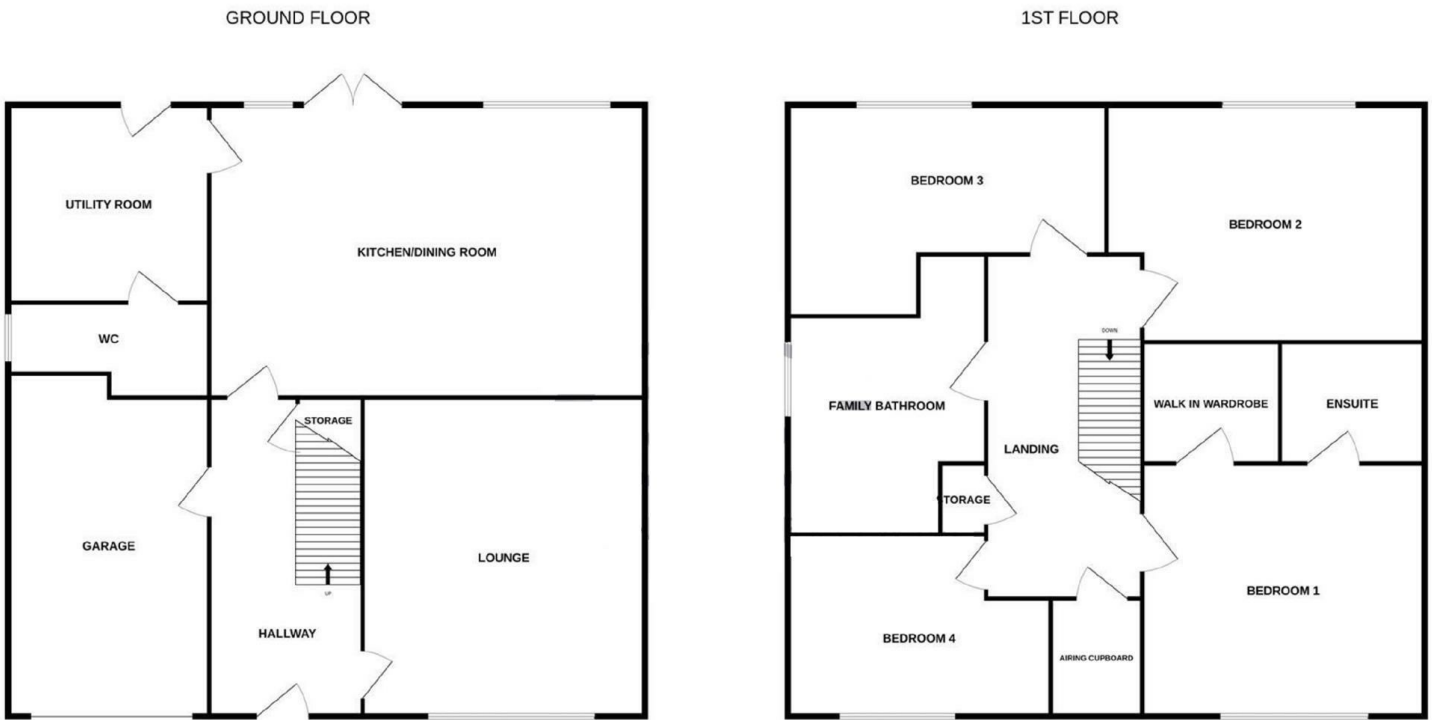 GROUND FLOOR
UTILITY ROOM
KITCHEN/DINING ROOM
WC
STORAGE
GARAGE
LOUNGE
UP
HALLWAY
1ST FLOOR
BEDROOM 3
BEDROOM 2
DOWN
FAMILY BATHROOM
WALK IN WARDROBE
ENSUITE
LANDING
TORAGE
BEDROOM 1
BEDROOM 4
AIRING CUPBOARD